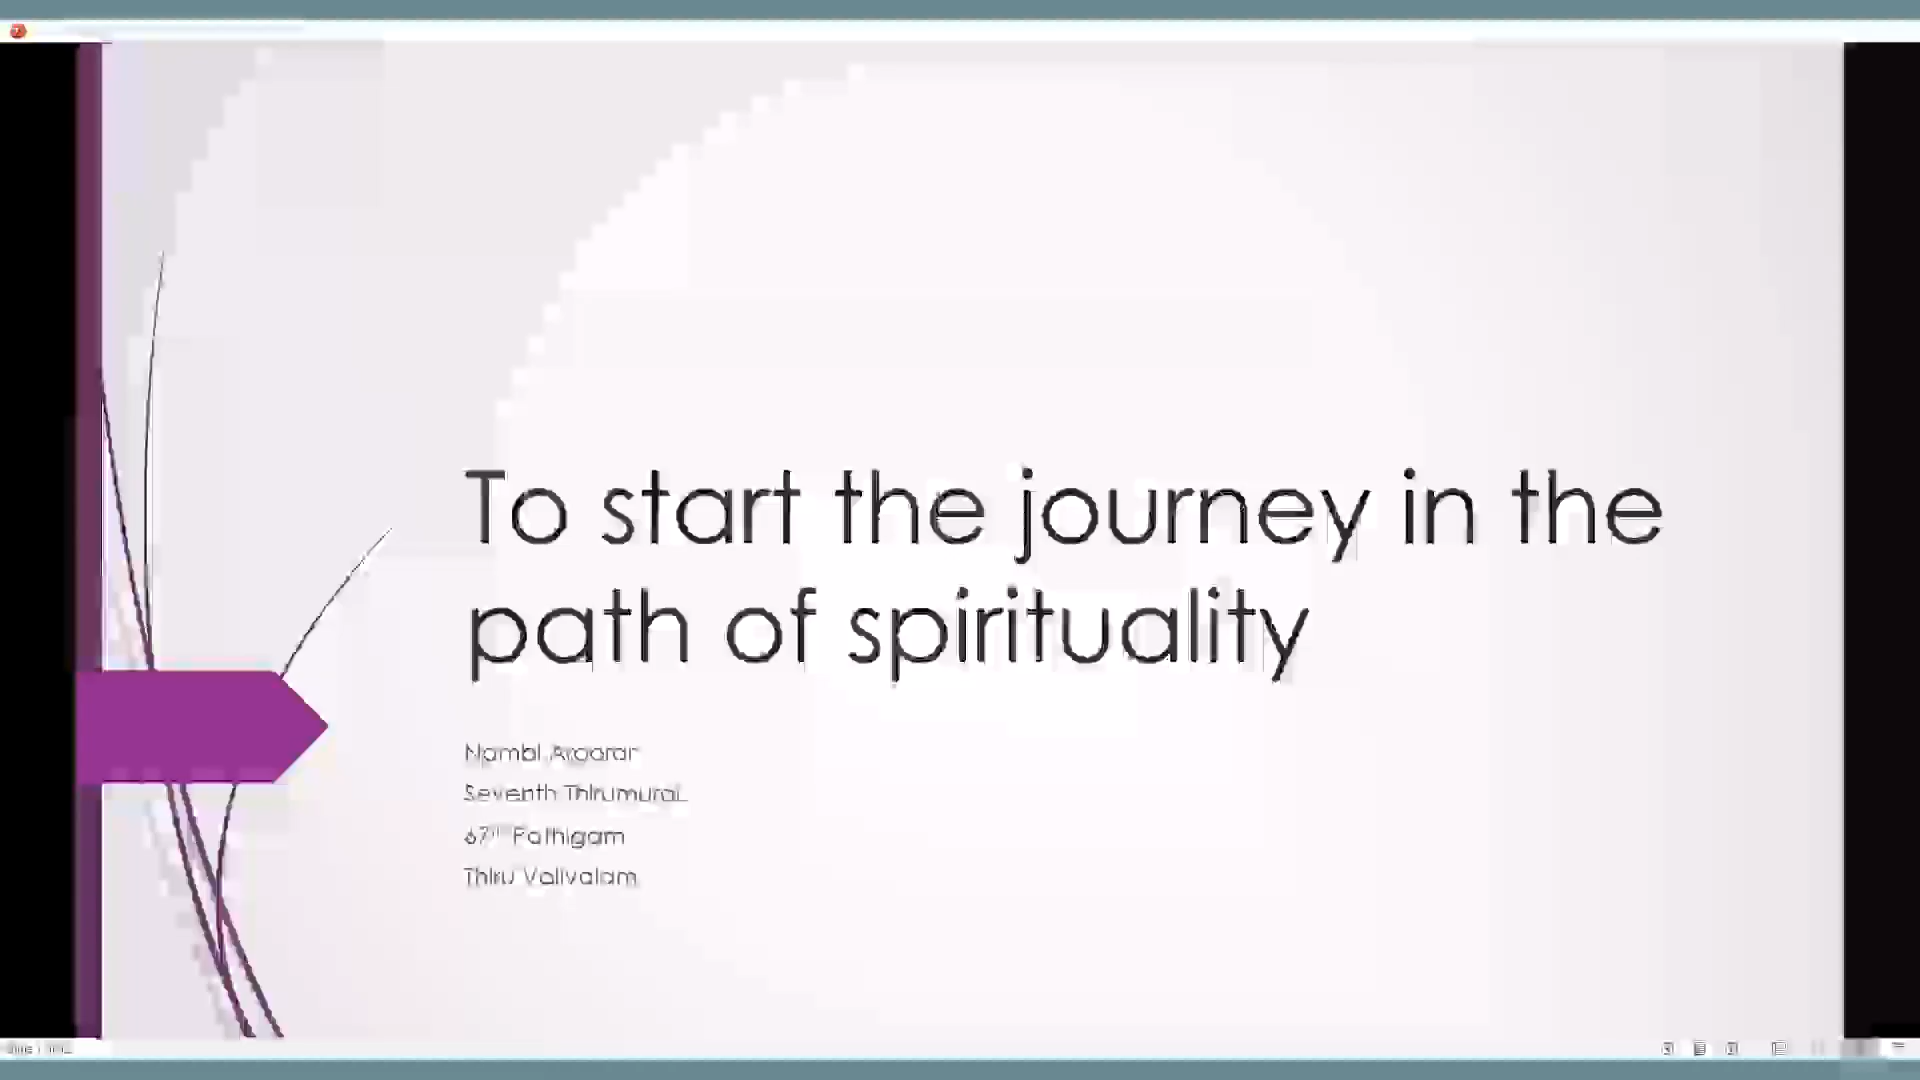 To start the journey in the
path of spirituality
Nambi Aroorar
Seventh Thirumurai
67th Pathigam
Thiru Valivalam